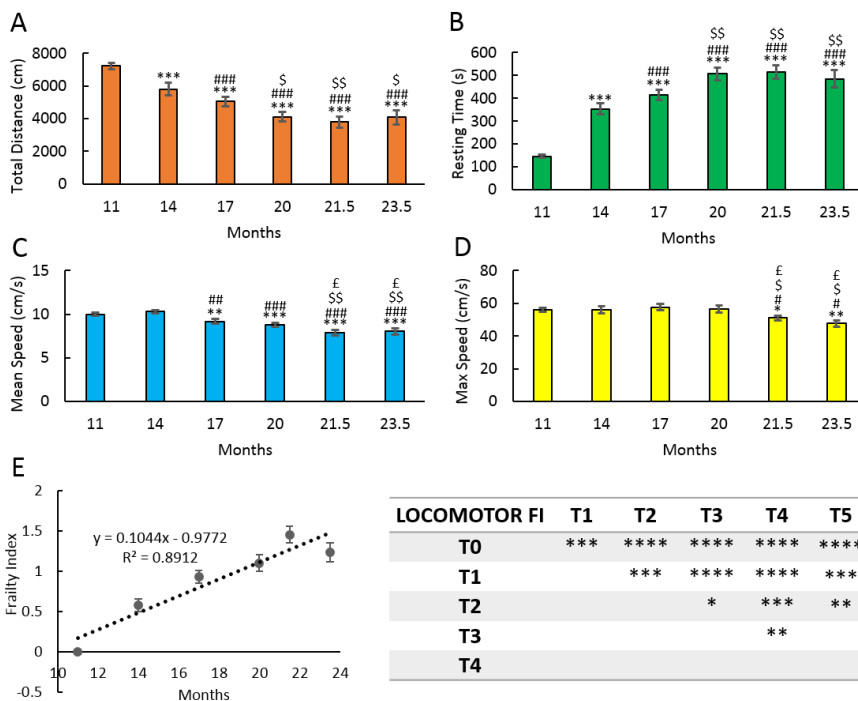 A
Total Distance (cm)
8000
6000
4000
2000
0
***
###
***
$
###
***
$$
###
***
$
###
***
11 14 17 20 21.5 23.5
Months
B
Resting Time (s)
600
500
400
300
200
100
0
***
###
***
$$
###
***
$$
###
***
$$
###
***
11 14 17 20 21.5 23.5
Months
C
Mean Speed (cm/s)
15
10
5
0
##
**
###
***
£
$$
###
***
£
$$
###
***
11 14 17 20 21.5 23.5
Months
D
Max Speed (cm/s)
80
60
40
20
0
£
$
#
*
£
$
#
**
11 14 17 20 21.5 23.5
Months
E
Frailty Index
2
1.5
1
0.5
0
-0.5
y = 0.1044x - 0.9772
R² = 0.8912
10 12 14 16 18 20 22 24
Months
LOCOMOTOR FI T1 T2 T3 T4 T5
T0 *** **** **** **** ****
T1 *** **** **** ***
T2 * *** **
T3 **
T4